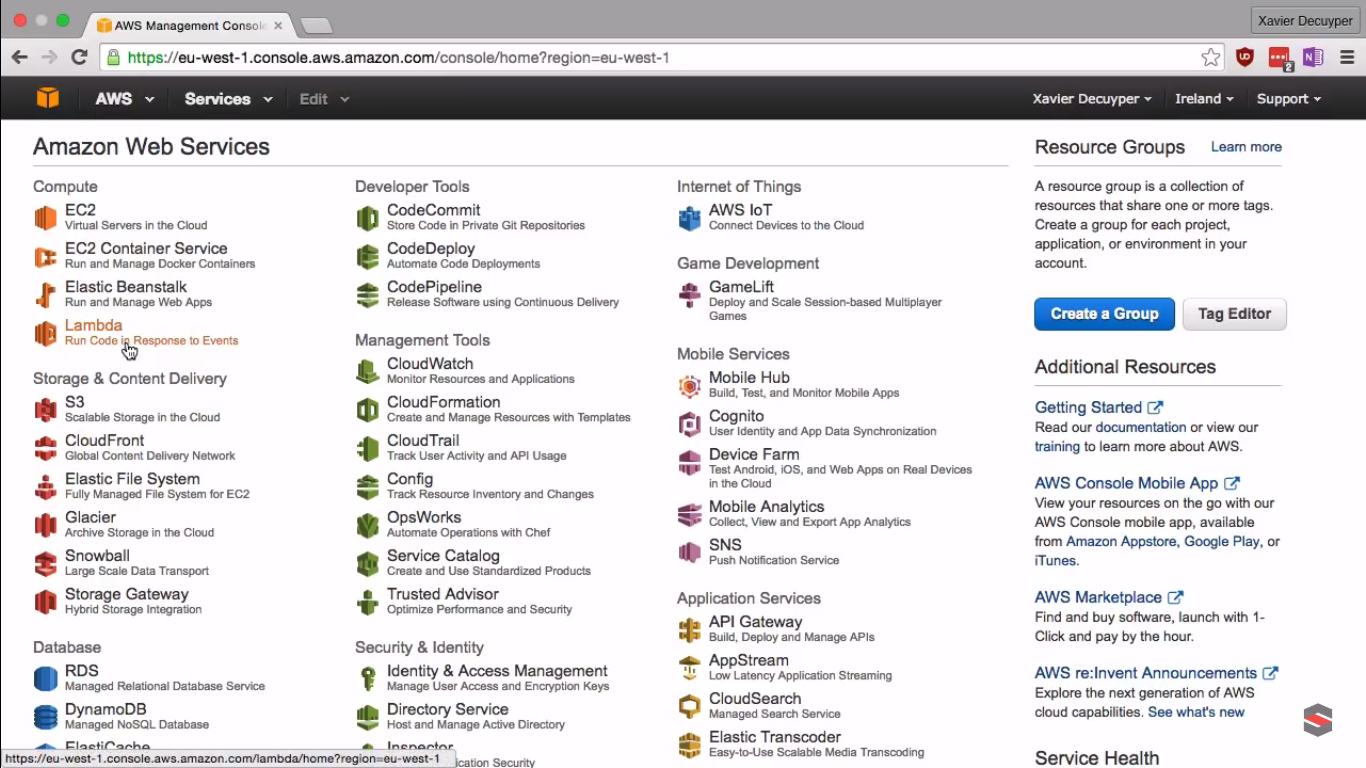 AWS Management Consol
Xavier Decuyper
https://eu-west-1.console.aws.amazon.com/console/home?region=eu-west-1
2
AWS
Services
Edit
Xavier Decuyper
Ireland
Support
Amazon Web Services
Compute
EC2
Virtual Servers in the Cloud
EC2 Container Service
Run and Manage Docker Containers
Elastic Beanstalk
Run and Manage Web Apps
Lambda
Run Code in Response to Events
Storage & Content Delivery
S3
Scalable Storage in the Cloud
CloudFront
Global Content Delivery Network
Elastic File System
Fully Managed File System for EC2
Glacier
Archive Storage in the Cloud
Snowball
Large Scale Data Transport
Storage Gateway
Hybrid Storage Integration
Database
RDS
Managed Relational Database Service
DynamoDB
Managed NoSQL Database
ElastiCache
Developer Tools
CodeCommit
Store Code in Private Git Repositories
CodeDeploy
Automate Code Deployments
CodePipeline
Release Software using Continuous Delivery
Management Tools
CloudWatch
Monitor Resources and Applications
CloudFormation
Create and Manage Resources with Templates
CloudTrail
Track User Activity and API Usage
Config
Track Resource Inventory and Changes
OpsWorks
Automate Operations with Chef
Service Catalog
Create and Use Standardized Products
Trusted Advisor
Optimize Performance and Security
Security & Identity
Identity & Access Management
Manage User Access and Encryption Keys
Directory Service
Host and Manage Active Directory
Inspector
ication Security
Internet of Things
AWS IoT
Connect Devices to the Cloud
Game Development
GameLift
Deploy and Scale Session-based Multiplayer
Games
Mobile Services
Mobile Hub
Build, Test, and Monitor Mobile Apps
Cognito
User Identity and App Data Synchronization
Device Farm
Test Android, iOS, and Web Apps on Real Devices
in the Cloud
Mobile Analytics
Collect, View and Export App Analytics
SNS
Push Notification Service
Application Services
API Gateway
Build, Deploy and Manage APIs
AppStream
Low Latency Application Streaming
CloudSearch
Managed Search Service
Elastic Transcoder
Easy-to-Use Scalable Media Transcoding
Resource Groups
Learn more
A resource group is a collection of
resources that share one or more tags.
Create a group for each project,
application, or environment in your
account.
Create a Group
Tag Editor
Additional Resources
Getting Started
Read our documentation or view our
training to learn more about AWS.
AWS Console Mobile App
View your resources on the go with our
AWS Console mobile app, available
from Amazon Appstore, Google Play, or
iTunes.
AWS Marketplace
Find and buy software, launch with 1-
Click and pay by the hour.
AWS re:Invent Announcements
Explore the next generation of AWS
cloud capabilities. See what's new
Service Health
https://eu-west-1.console.aws.amazon.com/lambda/home?region=eu-west-1